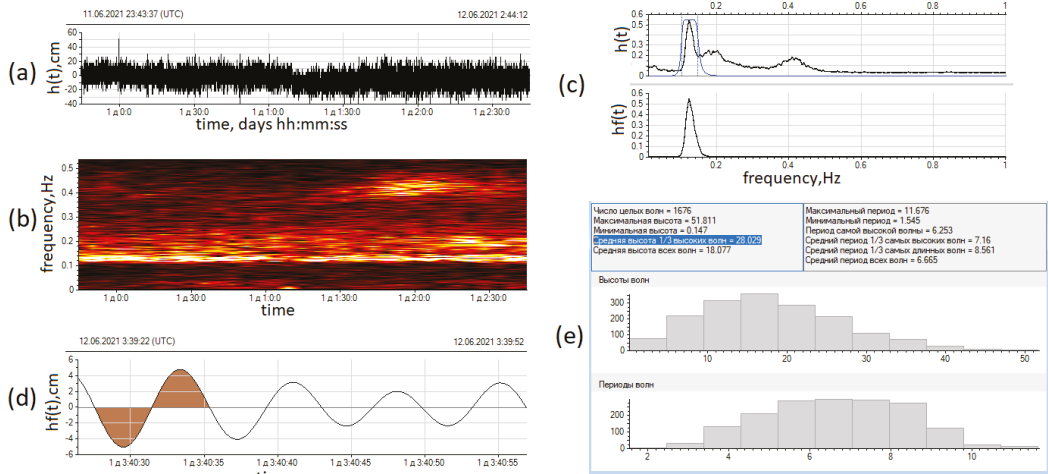 (a)
11.06.2021 23:43:37 (UTC) 12.06.2021 2:44:12
h(t),cm
60
40
20
0
-20
-40
1 д 0:0 1 д 30:0 1 д 1:0:0 1 д 1:30:0 1 д 2:0:0 1 д 2:30:0
time, days hh:mm:ss
(b)
frequency,Hz
0.5
0.4
0.3
0.2
0.1
0
1 д 0:0 1 д 30:0 1 д 1:0:0 1 д 1:30:0 1 д 2:0:0 1 д 2:30:0
time
(d)
12.06.2021 3:39:22 (UTC) 12.06.2021 3:39:52
hf(t),cm
6
4
2
0
-2
-4
-6
1 д 3:40:30 1 д 3:40:35 1 д 3:40:40 1 д 3:40:45 1 д 3:40:50 1 д 3:40:55
(c)
0.2 0.4 0.6 0.8 1
h(t)
0.6
0.5
0.3
0.2
0.1
0
hf(t)
0.6
0.5
0.4
0.3
0.2
0.1
0
0.2 0.4 0.6 0.8 1
frequency,Hz
(e)
Число целых волн = 1676
Максимальная высота = 51.811
Минимальная высота = 0.147
Средняя высота 1/3 высоких волн = 28.029
Средняя высота всех волн = 18.077
Максимальный период = 11.676
Минимальный период = 1.545
Период самой высокой волны = 6.253
Средний период 1/3 самых высоких волн = 7.16
Средний период 1/3 самых длинных волн = 8.561
Средний период всех волн = 6.665
Высоты волн
300
200
100
0
10 20 30 40 50
Периоды волн
200
100
0
2 4 6 8 10